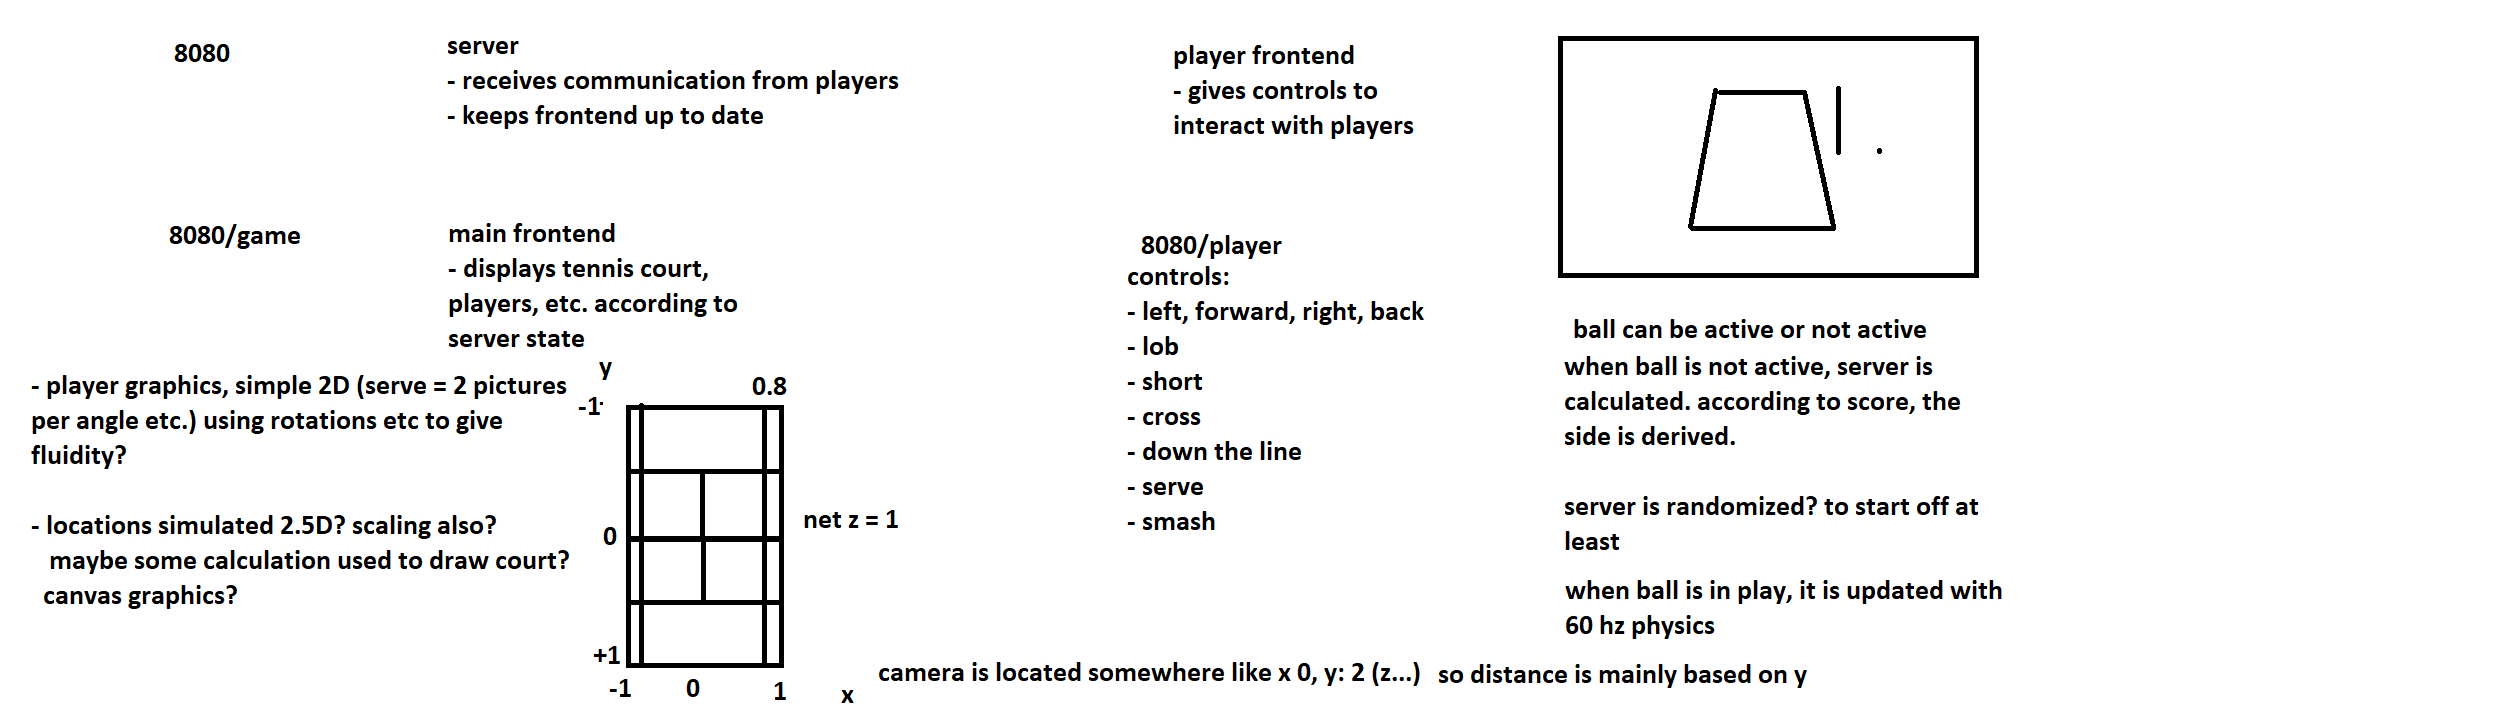 8080
server
- receives communication from players
- keeps frontend up to date
player frontend
- gives controls to
interact with players
8080/game
main frontend
- displays tennis court,
players, etc. according to
server state
8080/player
controls:
- left, forward, right, back
- lob
- short
- cross
- down the line
- serve
- smash
ball can be active or not active
when ball is not active, server is
calculated. according to score, the
side is derived.
server is randomized? to start off at
least
when ball is in play, it is updated with
60 hz physics
- player graphics, simple 2D (serve = 2 pictures
per angle etc.) using rotations etc to give
fluidity?
- locations simulated 2.5D? scaling also?
maybe some calculation used to draw court?
canvas graphics?
y
-1
0.8
0
net z = 1
+1
-1
0
1
x
camera is located somewhere like x 0, y: 2 (z...)
so distance is mainly based on y